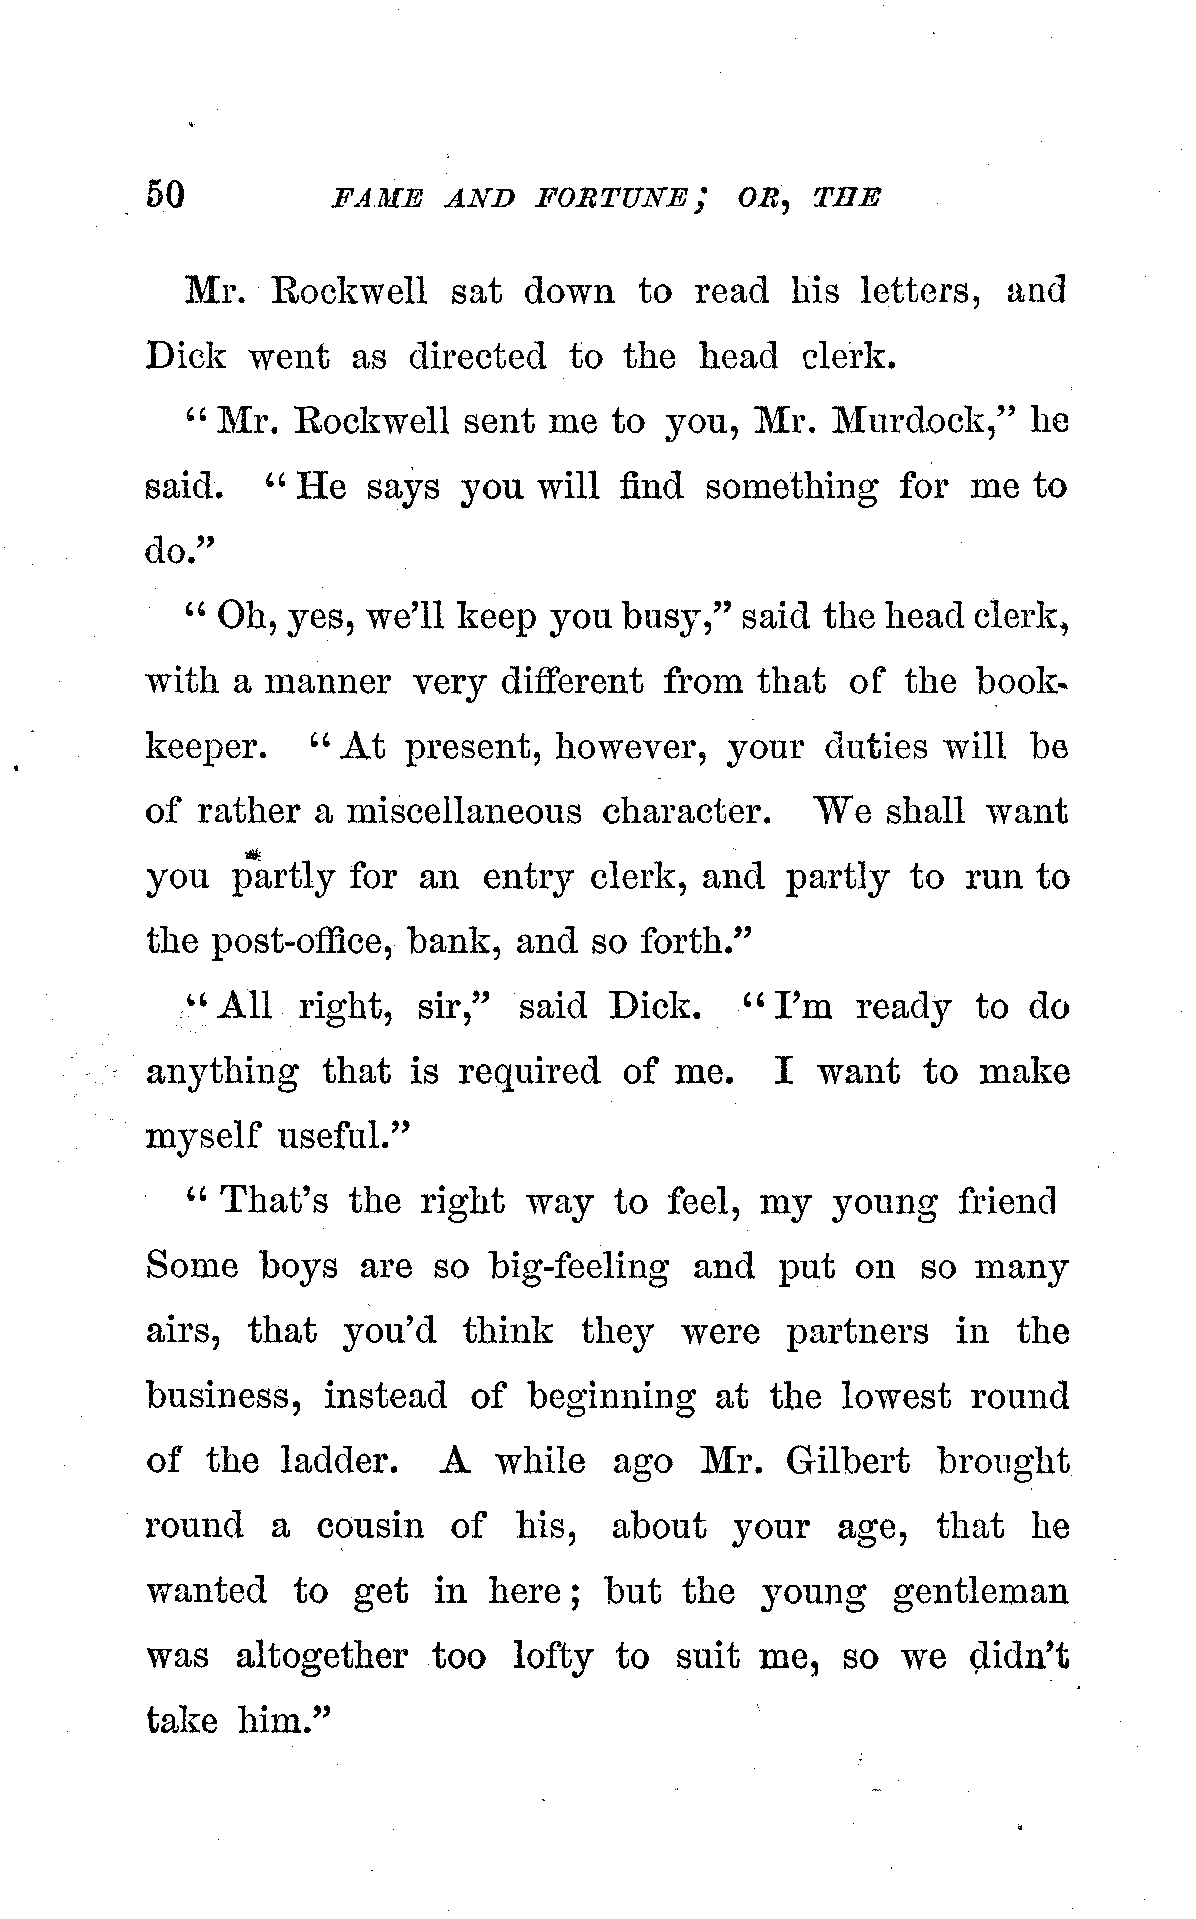 50 FAME AND FORTUNE; OR, THE
Mr. Rockwell sat down to read his letters, and
Dick went as directed to the head clerk.
"Mr. Rockwell sent me to you, Mr. Murdock," he
said. "He says you will find something for me to
do."
"Oh, yes, we'll keep you busy," said the head clerk,
with a manner very different from that of the book-
keeper. "At present, however, your duties will be
of rather a miscellaneous character. We shall want
you partly for an entry clerk, and partly to run to
the post-office, bank, and so forth."
"All right, sir," said Dick. "I'm ready to do
anything that is required of me. I want to make
myself useful."
"That's the right way to feel, my young friend
Some boys are so big-feeling and put on so many
airs, that you'd think they were partners in the
business, instead of beginning at the lowest round
of the ladder. A while ago Mr. Gilbert brought
round a cousin of his, about your age, that he
wanted to get in here; but the young gentleman
was altogether too lofty to suit me, so we didn't
take him."